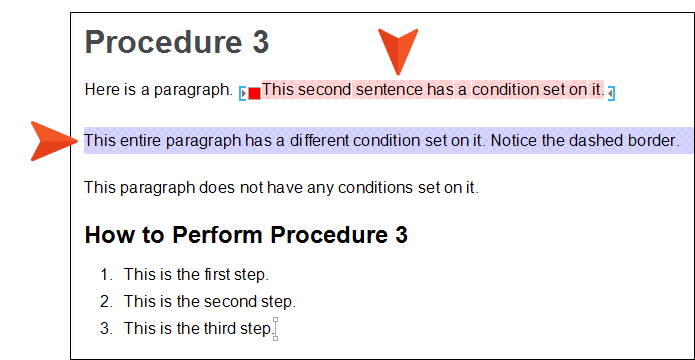 Procedure 3
Here is a paragraph. This second sentence has a condition set on it.
This entire paragraph has a different condition set on it. Notice the dashed border.
This paragraph does not have any conditions set on it.
How to Perform Procedure 3
1. This is the first step.
2. This is the second step.
3. This is the third step.